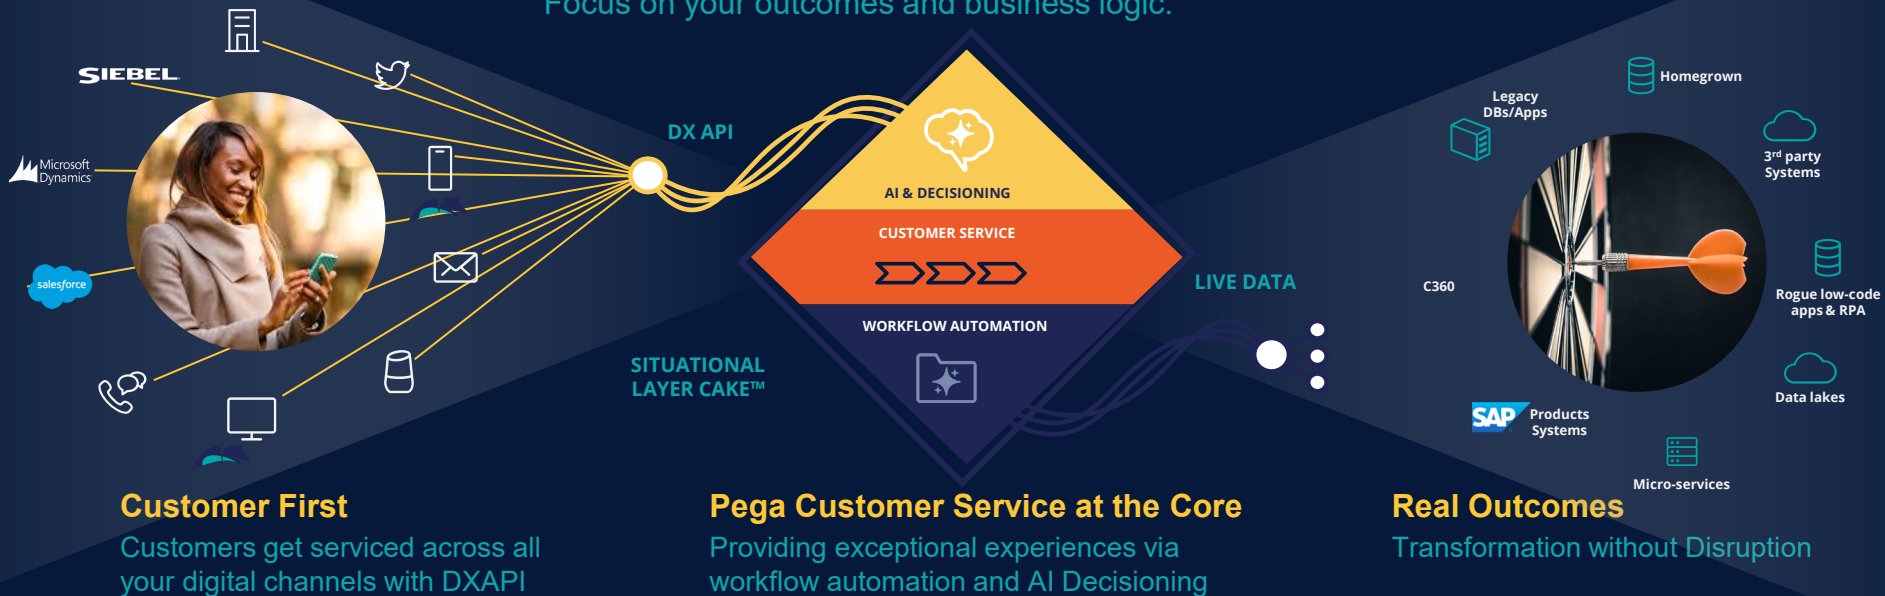 Focus on your outcomes and business logic.
SIEBEL
Microsoft
Dynamics
salesforce
DX API
SITUATIONAL
LAYER CAKE™
AI & DECISIONING
CUSTOMER SERVICE
WORKFLOW AUTOMATION
LIVE DATA
C360
Homegrown
Legacy
DBs/Apps
3rd party
Systems
Rogue low-code
apps & RPA
Data lakes
SAP
Products
Systems
Micro-services
Customer First
Customers get serviced across all
your digital channels with DXAPI
Pega Customer Service at the Core
Providing exceptional experiences via
workflow automation and AI Decisioning
Real Outcomes
Transformation without Disruption